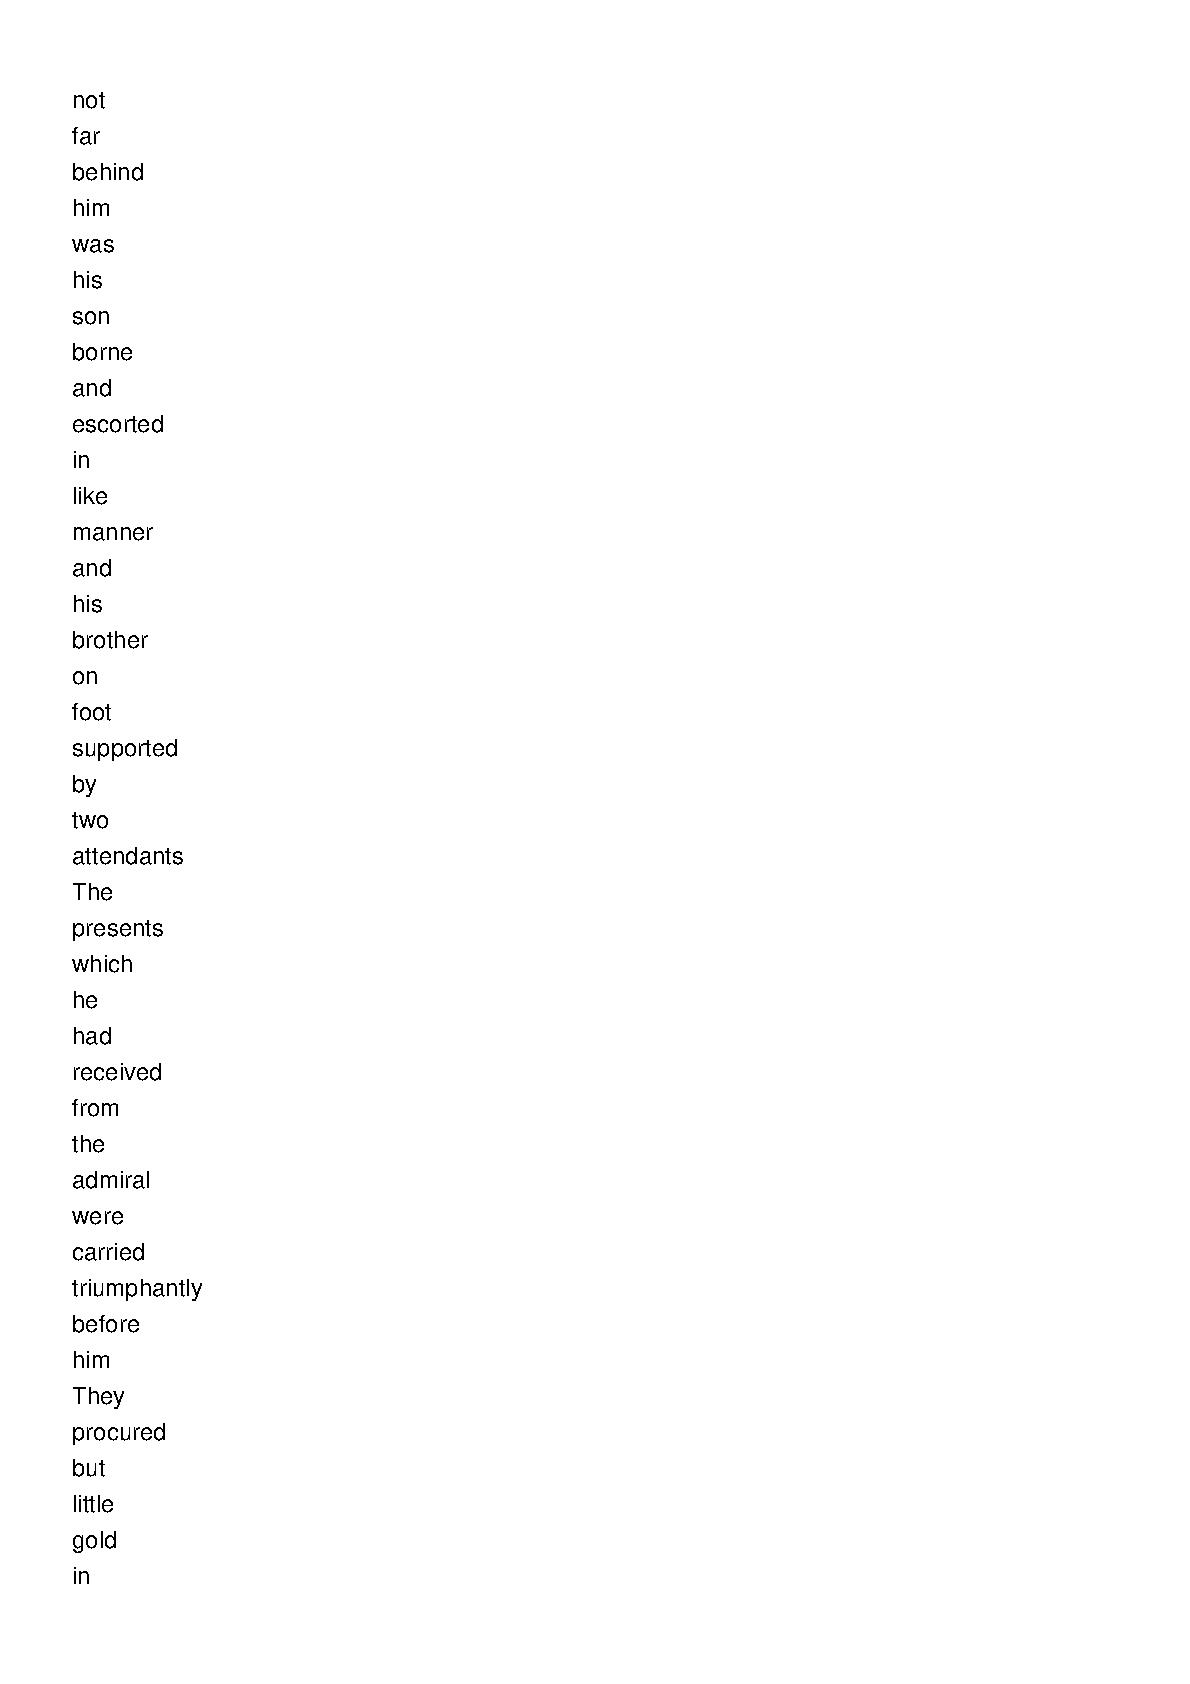 not
far
behind
him
was
his
son
borne
and
escorted
in
like
manner
and
his
brother
on
foot
supported
by
two
attendants
The
presents
which
he
had
received
from
the
admiral
were
carried
triumphantly
before
him
They
procured
but
little
gold
in